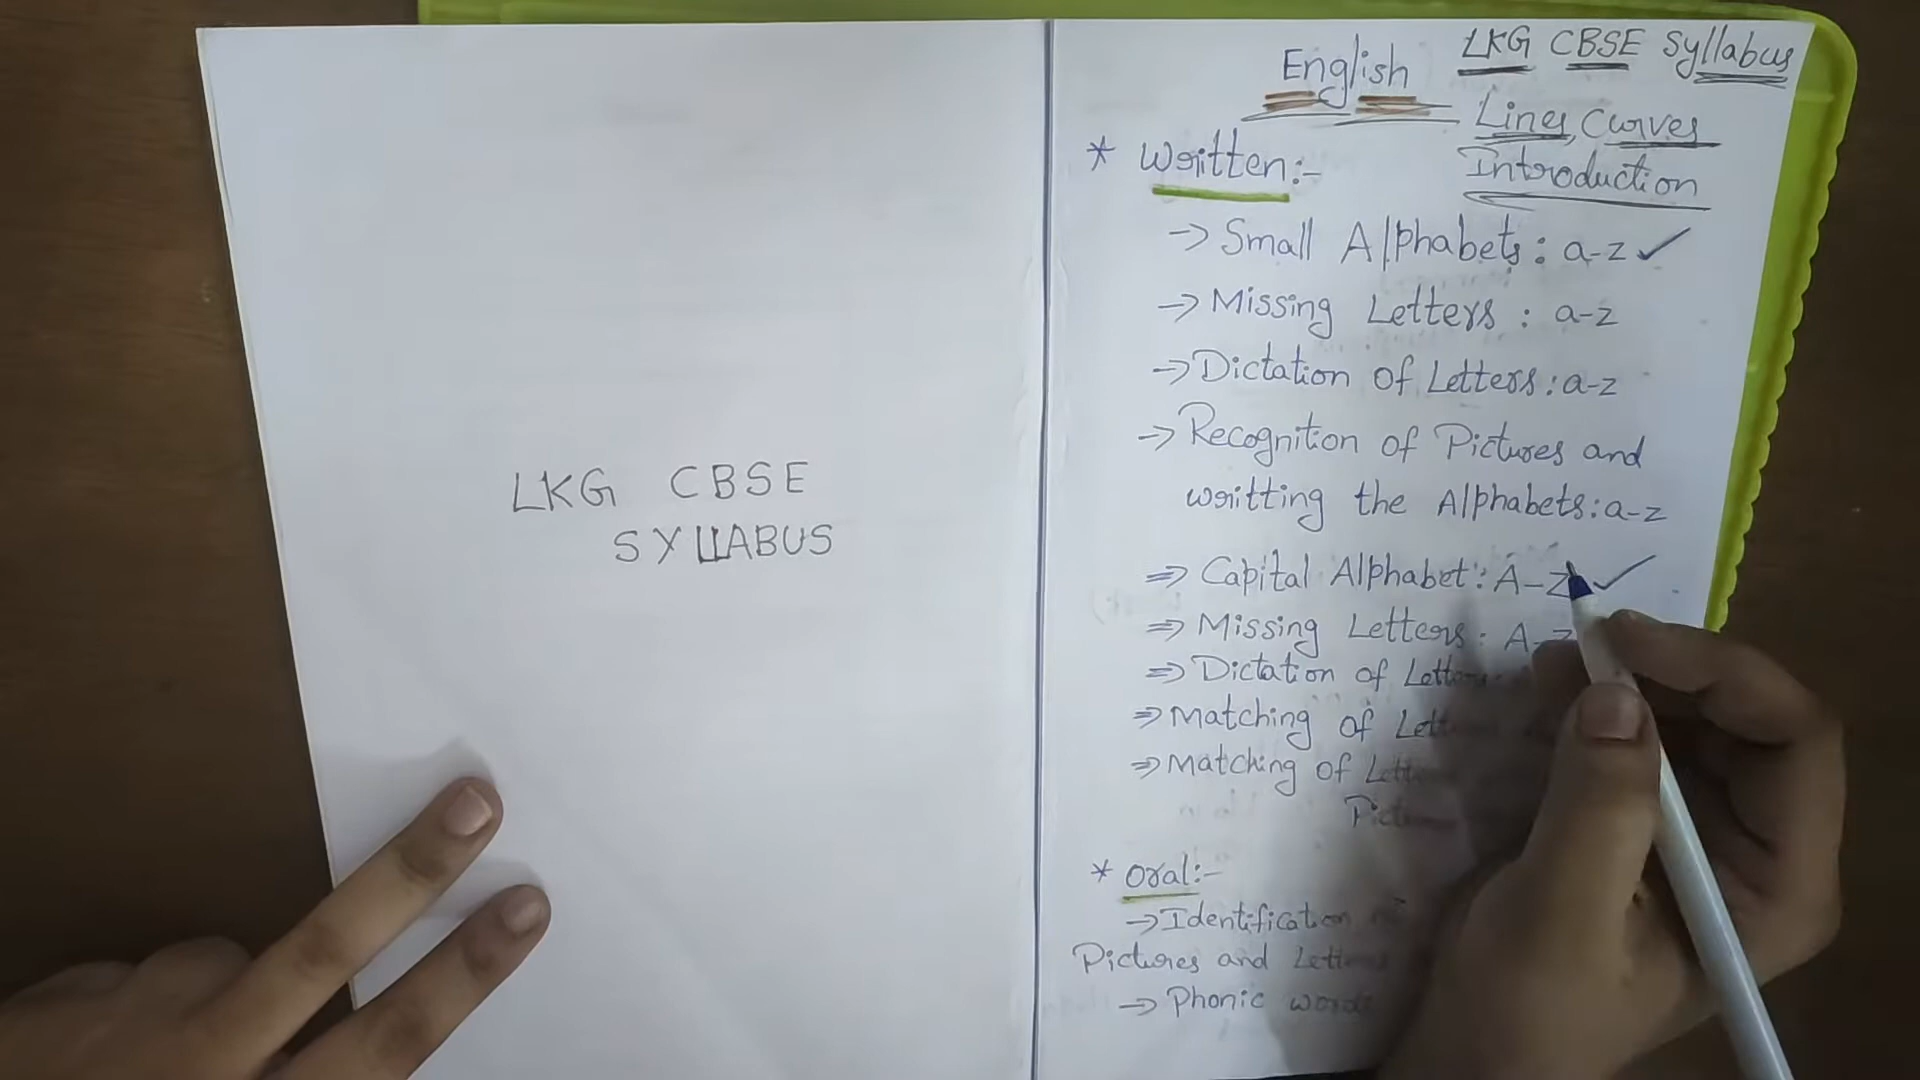 LKG CBSE
SYLLABUS
English
LKG CBSE Syllabus
Lines, Curves
Introduction
* Written:-
→ Small Alphabets: a-z ✓
→ Missing Letters : a-z
→ Dictation of Letters: a-z
→ Recognition of Pictures and
writting the Alphabets: a-z
⇒ Capital Alphabet: A-Z ✓
⇒ Missing Letters: A-Z
⇒ Dictation of
⇒ Matching of
⇒ Matching of
* Oral:-
→ Identification
Pictures and
→ Phonic words